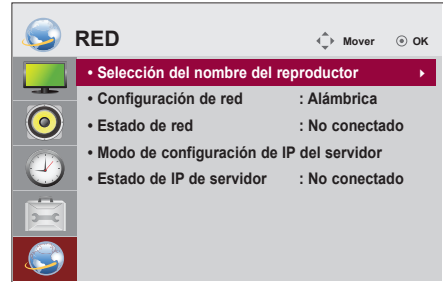 RED
Mover OK
• Selección del nombre del reproductor
• Configuración de red : Alámbrica
• Estado de red : No conectado
• Modo de configuración de IP del servidor
• Estado de IP de servidor : No conectado